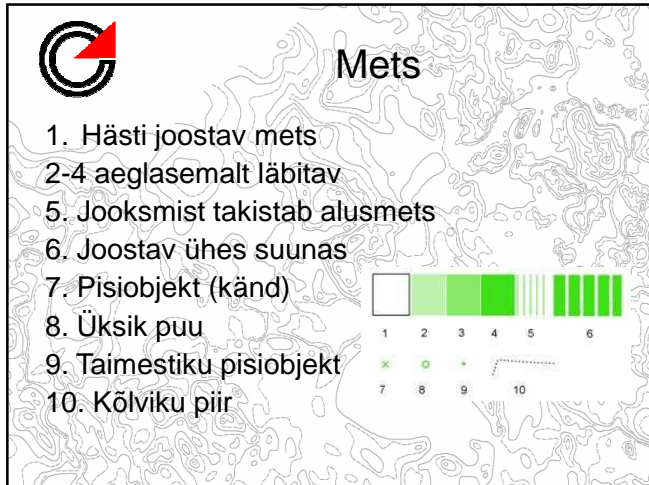 Mets
1. Hästi joostav mets
2-4 aeglasemalt läbitav
5. Jooksmist takistab alusmets
6. Joostav ühes suunas
7. Pisiobjekt (känd)
8. Üksik puu
9. Taimestiku pisiobjekt
10. Kõlviku piir
1 2 3 4 5 6
7 8 9 10